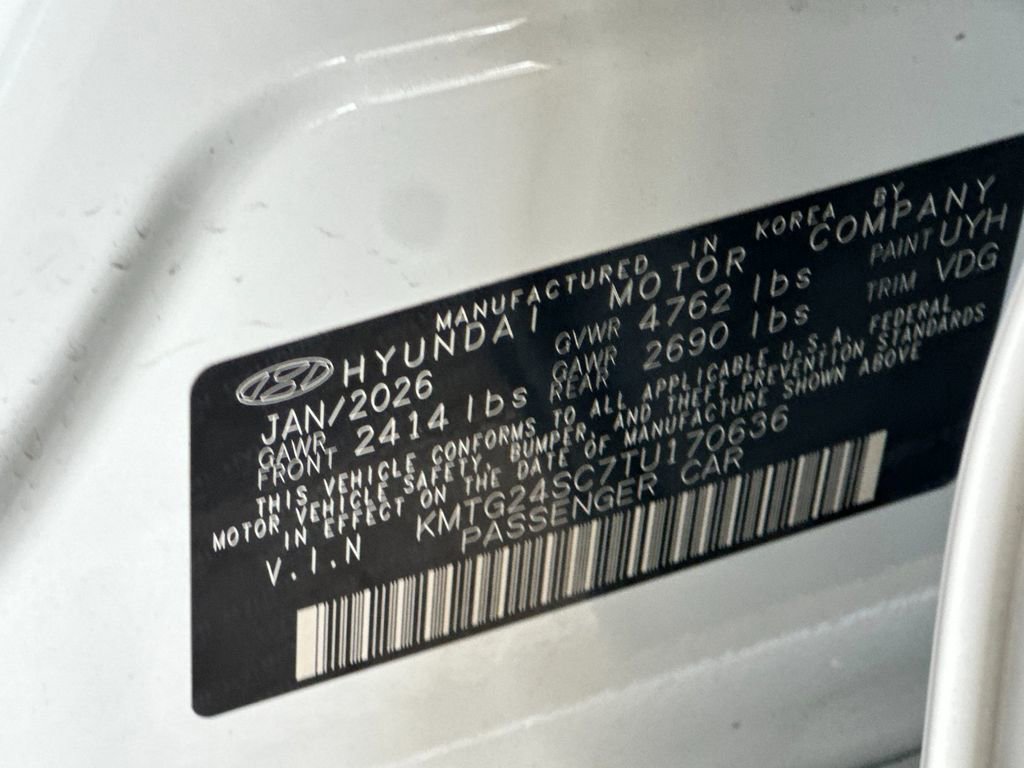 MANUFACTURED IN KOREA BY
HYUNDAI MOTOR COMPANY
JAN/2026 GVWR 4762 lbs PAINT UYH
GAWR FRONT 2414 lbs GAWR REAR 2690 lbs TRIM VDG
THIS VEHICLE CONFORMS TO ALL APPLICABLE U.S.A. FEDERAL
MOTOR VEHICLE SAFETY, BUMPER, AND THEFT PREVENTION STANDARDS
IN EFFECT ON THE DATE OF MANUFACTURE SHOWN ABOVE
V.I.N KMTG24SC7TU170636
PASSENGER CAR